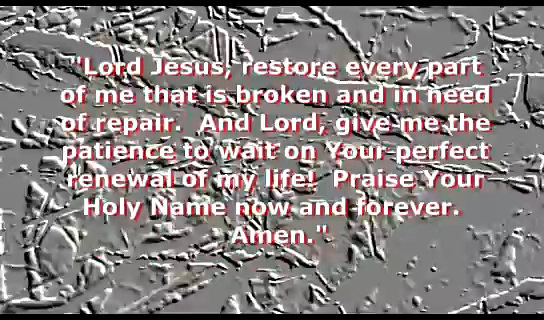 "Lord Jesus, restore every part
of me that is broken and in need
of repair.  And Lord, give me the
patience to wait on Your perfect
renewal of my life!  Praise Your
Holy Name now and forever.
Amen."